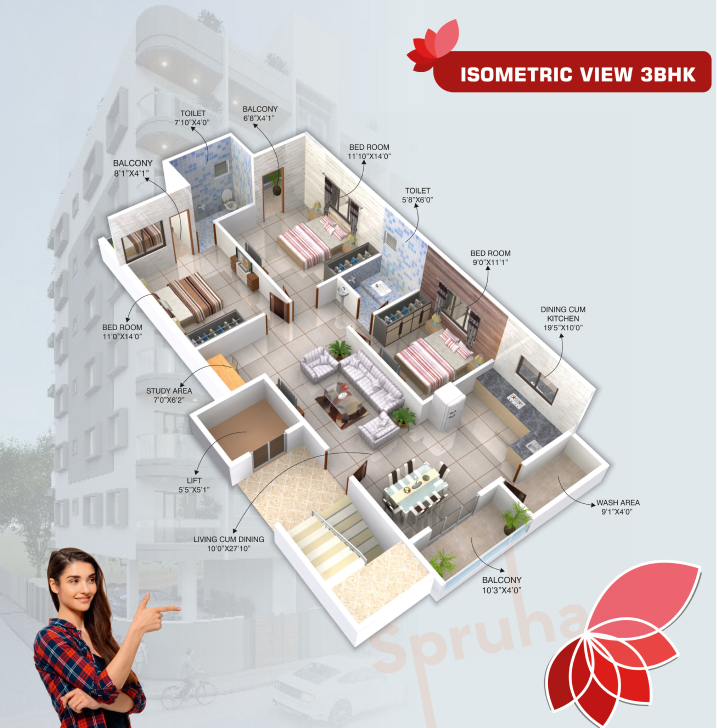 ISOMETRIC VIEW 3BHK
TOILET
7'10"X4'0"
BALCONY
6'8"X4'1"
BED ROOM
11'10"X14'0"
BALCONY
8'1"X4'1"
TOILET
5'8"X6'0"
BED ROOM
9'0"X11'1"
DINING CUM
KITCHEN
19'5"X10'0"
BED ROOM
11'0"X14'0"
STUDY AREA
7'0"X6'2"
LIFT
5'5"X5'1"
WASH AREA
9'1"X4'0"
LIVING CUM DINING
10'0"X27'10"
BALCONY
10'3"X4'0"
Spruha